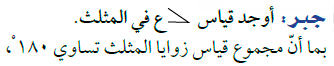 جبر: أوجد قياس ∠ع في المثلث.
بما أنّ مجموع قياس زوايا المثلث تساوي ١٨٠°،